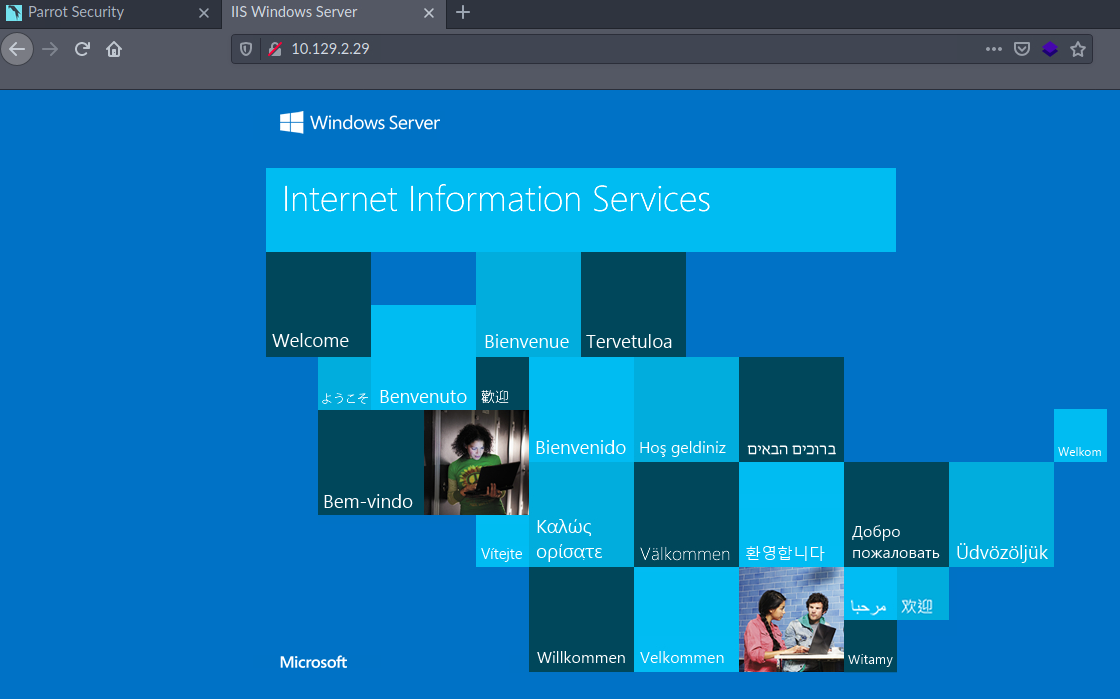 Parrot Security
IIS Windows Server
10.129.2.29
Windows Server
Internet Information Services
Welcome
Bienvenue
Tervetuloa
ようこそ
Benvenuto
歡迎
Bienvenido
Hoş geldiniz
ברוכים הבאים
Welkom
Bem-vindo
Vítejte
Καλώς
ορίσατε
Välkommen
환영합니다
Добро
пожаловать
Üdvözöljük
مرحبا
欢迎
Willkommen
Velkommen
Witamy
Microsoft